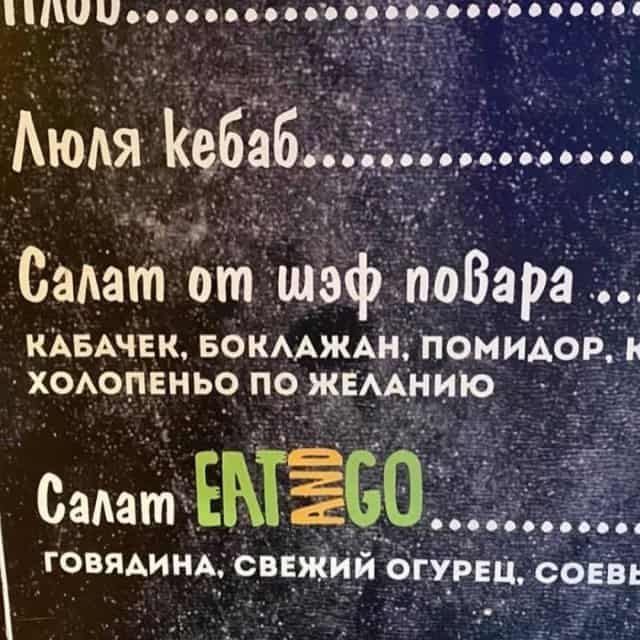 Плов..............................
Люля кебаб.....................
Салат от шэф повара ...
КАБАЧЕК, БОКЛАЖАН, ПОМИДОР,
ХОЛОПЕНЬО ПО ЖЕЛАНИЮ
Салат EAT AND GO...............
ГОВЯДИНА, СВЕЖИЙ ОГУРЕЦ,